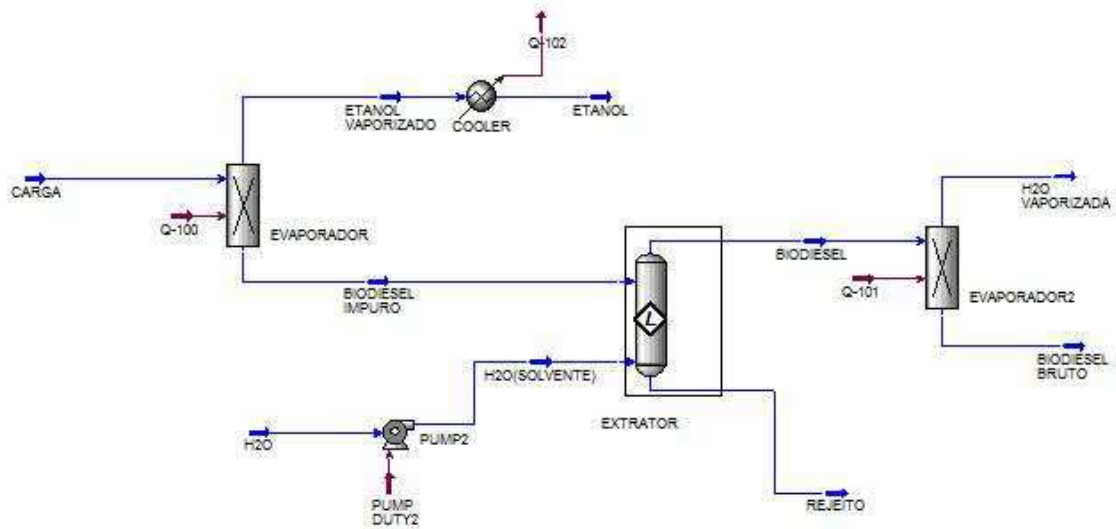 Q-102
ETANOL
VAPORIZADO
COOLER
ETANOL
CARGA
Q-100
EVAPORADOR
H2O
VAPORIZADA
BIODIESEL
Q-101
EVAPORADOR2
BIODIESEL
IMPURO
L
BIODIESEL
BRUTO
H2O(SOLVENTE)
EXTRATOR
H2O
PUMP2
PUMP
DUTY2
REJEITO